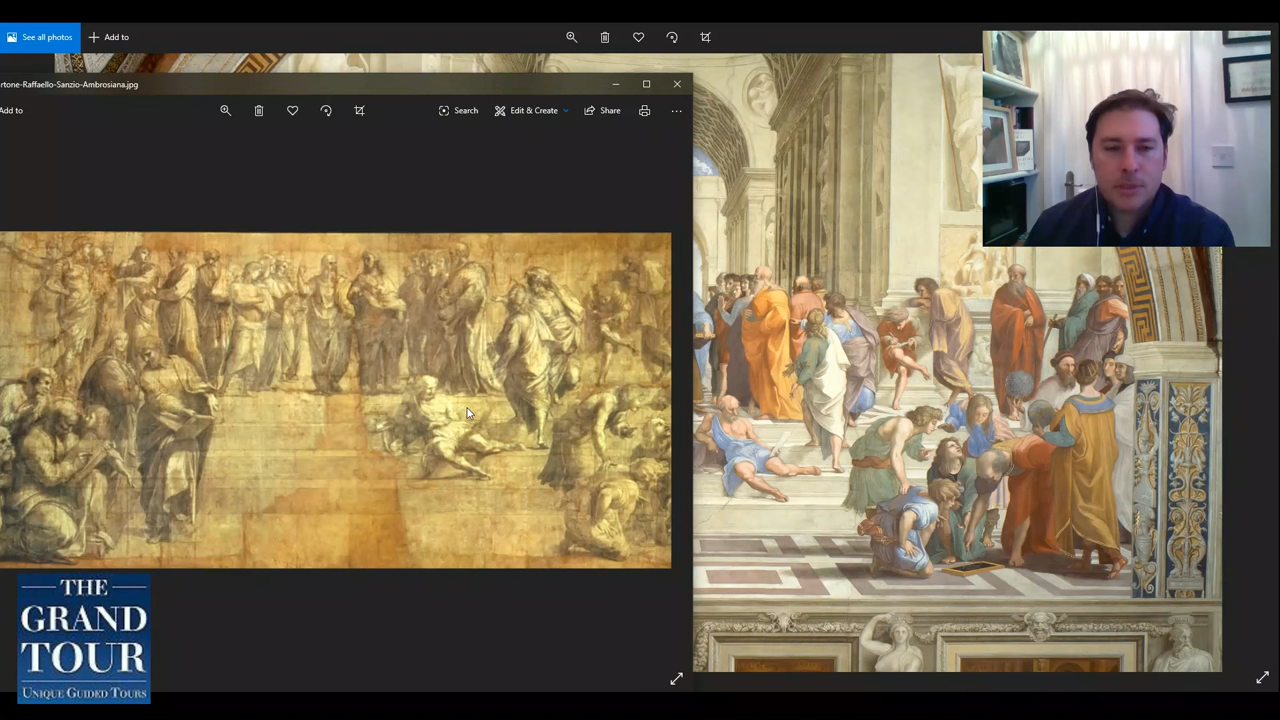 See all photos
Add to
rtone-Raffaello-Sanzio-Ambrosiana.jpg
Add to
Search
Edit & Create
Share
THE
GRAND
TOUR
UNIQUE GUIDED TOURS